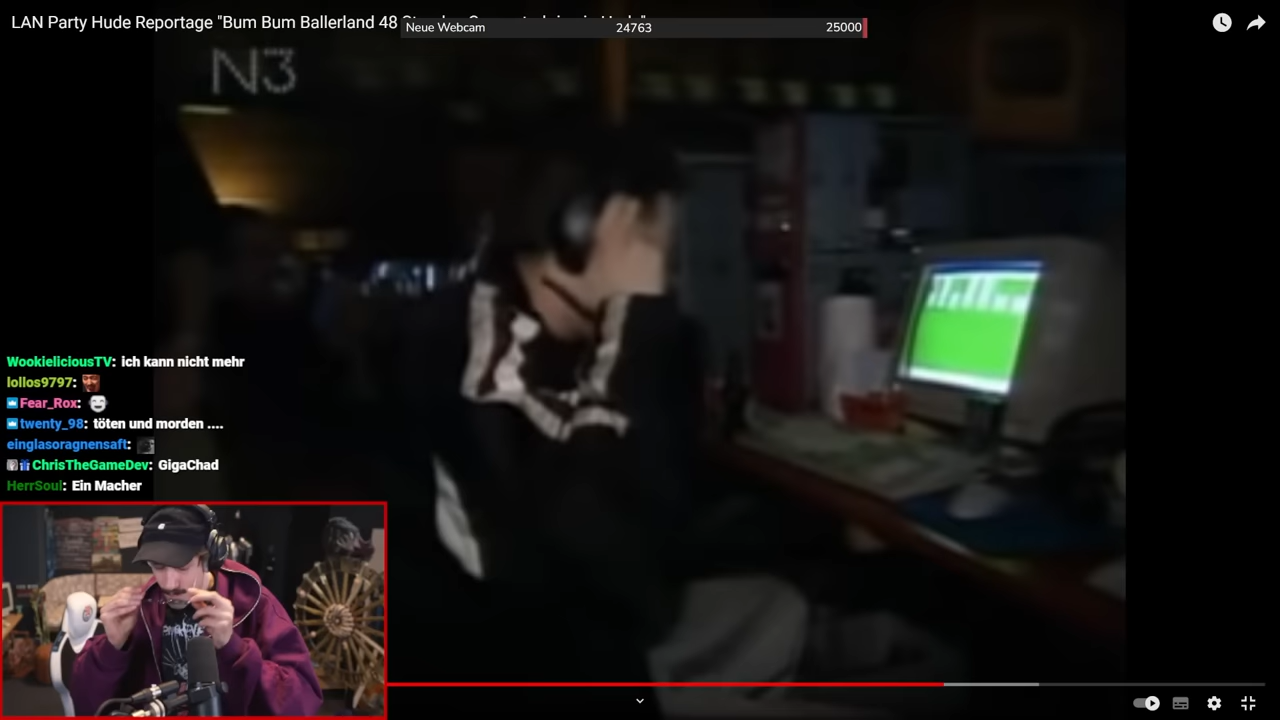 LAN Party Hude Reportage "Bum Bum Ballerland 48
Neue Webcam 24763 25000
N3
WookieliciousTV: ich kann nicht mehr
lollos9797:
Fear_Rox:
twenty_98: töten und morden ....
einglasoragnensaft:
ChrisTheGameDev: GigaChad
HerrSoul: Ein Macher